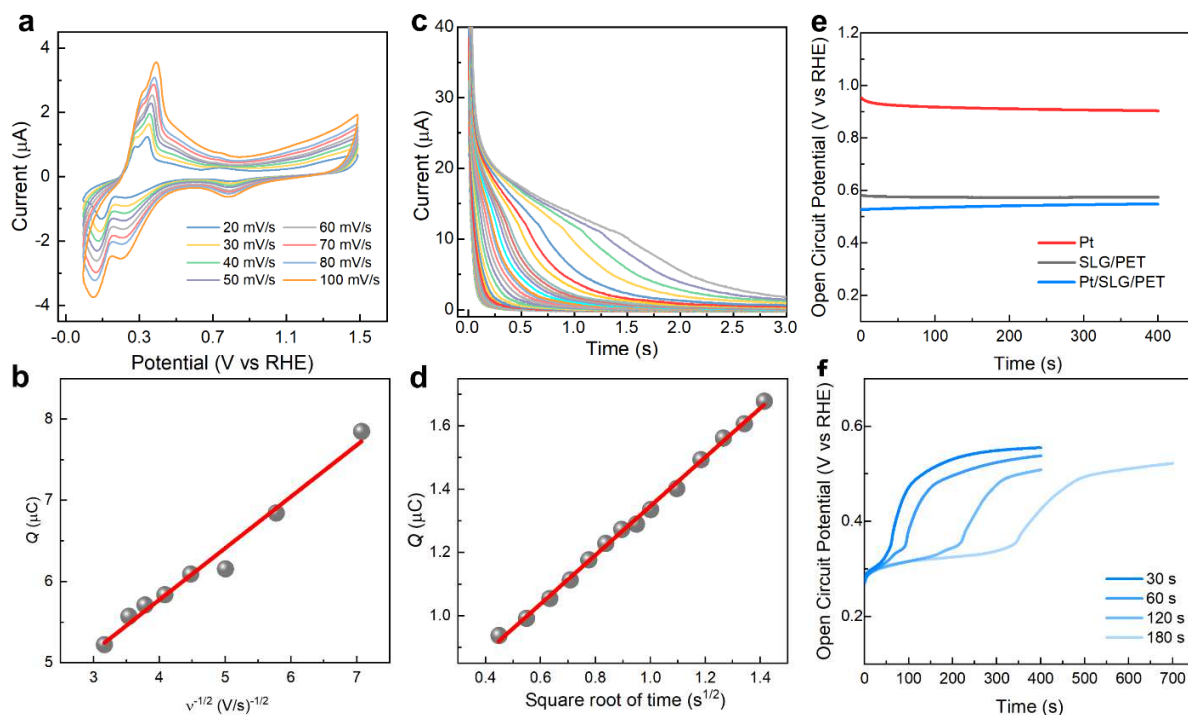 a
4
2
0
-2
-4
Current (µA)
20 mV/s
30 mV/s
40 mV/s
50 mV/s
60 mV/s
70 mV/s
80 mV/s
100 mV/s
-0.0 0.3 0.7 1.1 1.5
Potential (V vs RHE)
c
40
30
20
10
0
Current (µA)
0.0 0.5 1.0 1.5 2.0 2.5 3.0
Time (s)
e
1.2
1.0
0.8
0.6
0.2
Open Circuit Potential (V vs RHE)
Pt
SLG/PET
Pt/SLG/PET
0 100 200 300 400
Time (s)
b
8
7
6
5
Q (µC)
3 4 5 6 7
v-1/2 (V/s)-1/2
d
1.6
1.4
1.2
1.0
Q (µC)
0.4 0.6 0.8 1.0 1.2 1.4
Square root of time (s1/2)
f
0.6
0.4
0.2
Open Circuit Potential (V vs RHE)
30 s
60 s
120 s
180 s
0 100 200 300 400 500 600 700
Time (s)